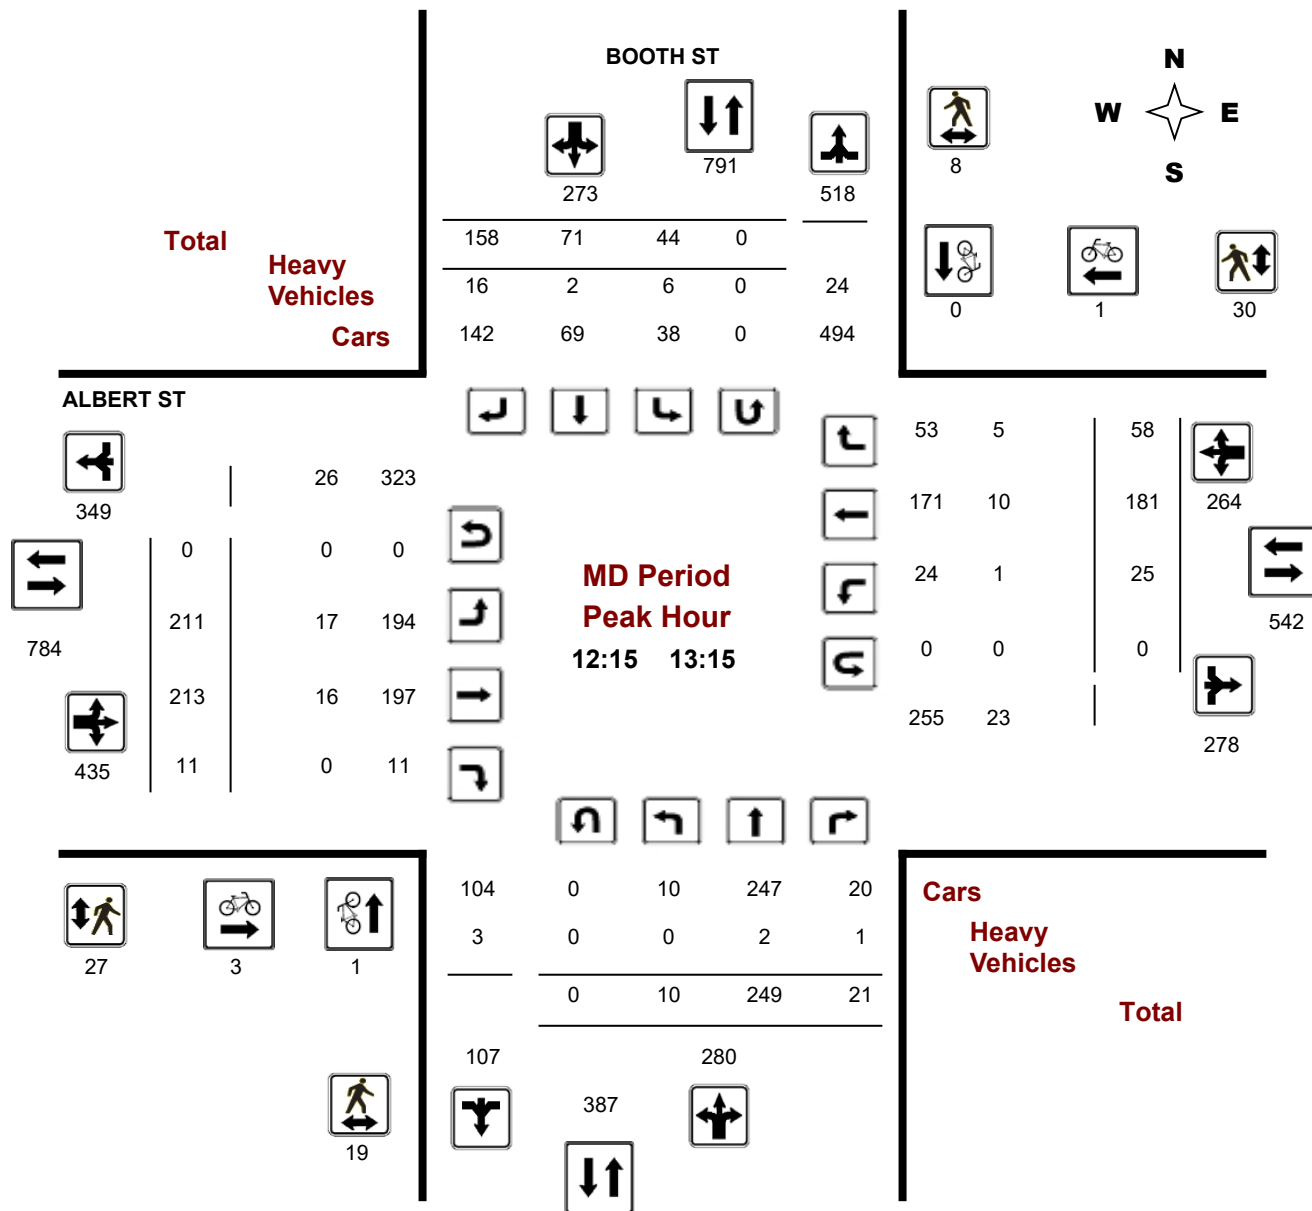 BOOTH ST
N
W E
S
273 791 518 8
158 71 44 0
Total
Heavy
Vehicles
16 2 6 0 24
Cars
142 69 38 0 494
0 1 30
ALBERT ST
349
26 323
0 0 0
211 17 194
784
213 16 197
435
11 0 11
MD Period
Peak Hour
12:15 13:15
53 5 58
171 10 181 264
24 1 25
542
0 0 0
255 23
278
104 0 10 247 20
3 0 0 2 1
0 10 249 21
107 280
387
27 3 1
19
Cars
Heavy
Vehicles
Total